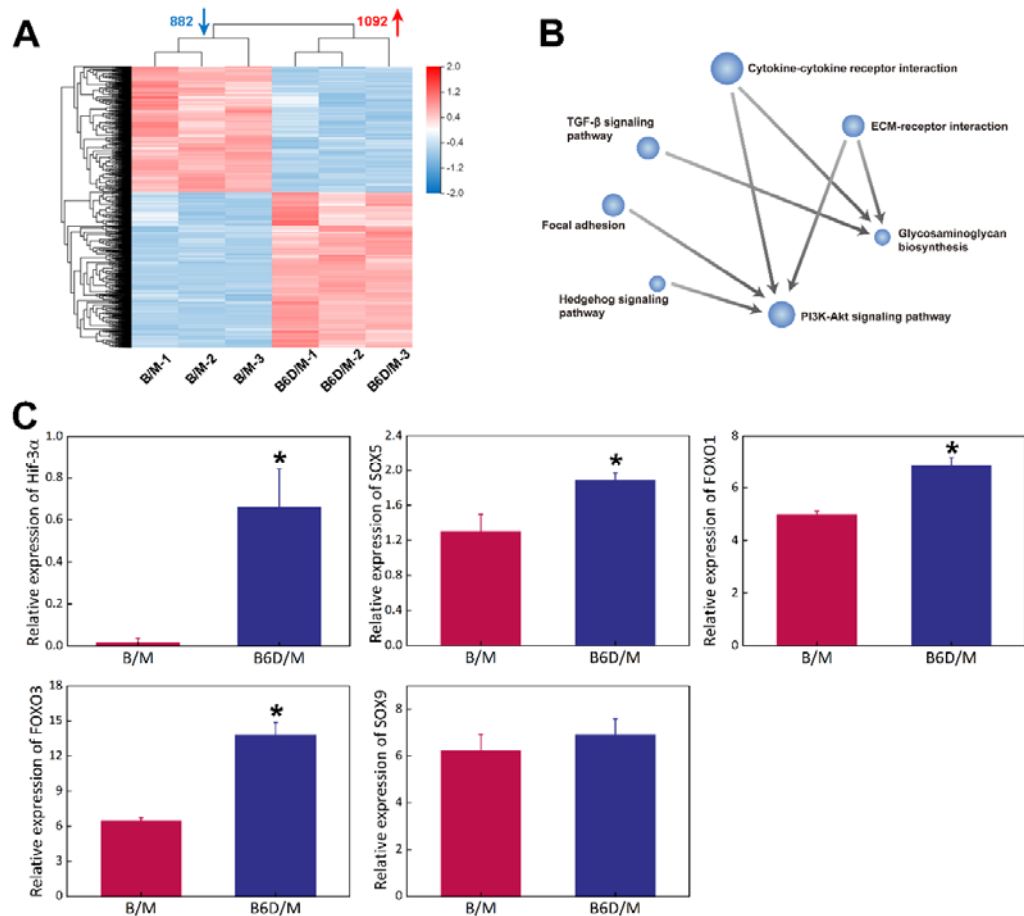 A
882
1092
2.0
1.2
0.4
-0.4
-1.2
-2.0
B/M-1
B/M-2
B/M-3
B6D/M-1
B6D/M-2
B6D/M-3
B
Cytokine-cytokine receptor interaction
TGF-β signaling
pathway
ECM-receptor interaction
Focal adhesion
Glycosaminoglycan
biosynthesis
Hedgehog signaling
pathway
PI3K-Akt signaling pathway
C
Relative expression of Hif-3α
1.0
0.8
0.6
0.4
0.2
0.0
*
B/M
B6D/M
Relative expression of SOX5
2.4
2.0
1.6
1.2
0.8
0.4
0.0
*
B/M
B6D/M
Relative expression of FOXO1
8
6
4
2
0
*
B/M
B6D/M
Relative expression of FOXO3
18
15
12
9
6
3
0
*
B/M
B6D/M
Relative expression of SOX9
8
6
4
2
0
B/M
B6D/M